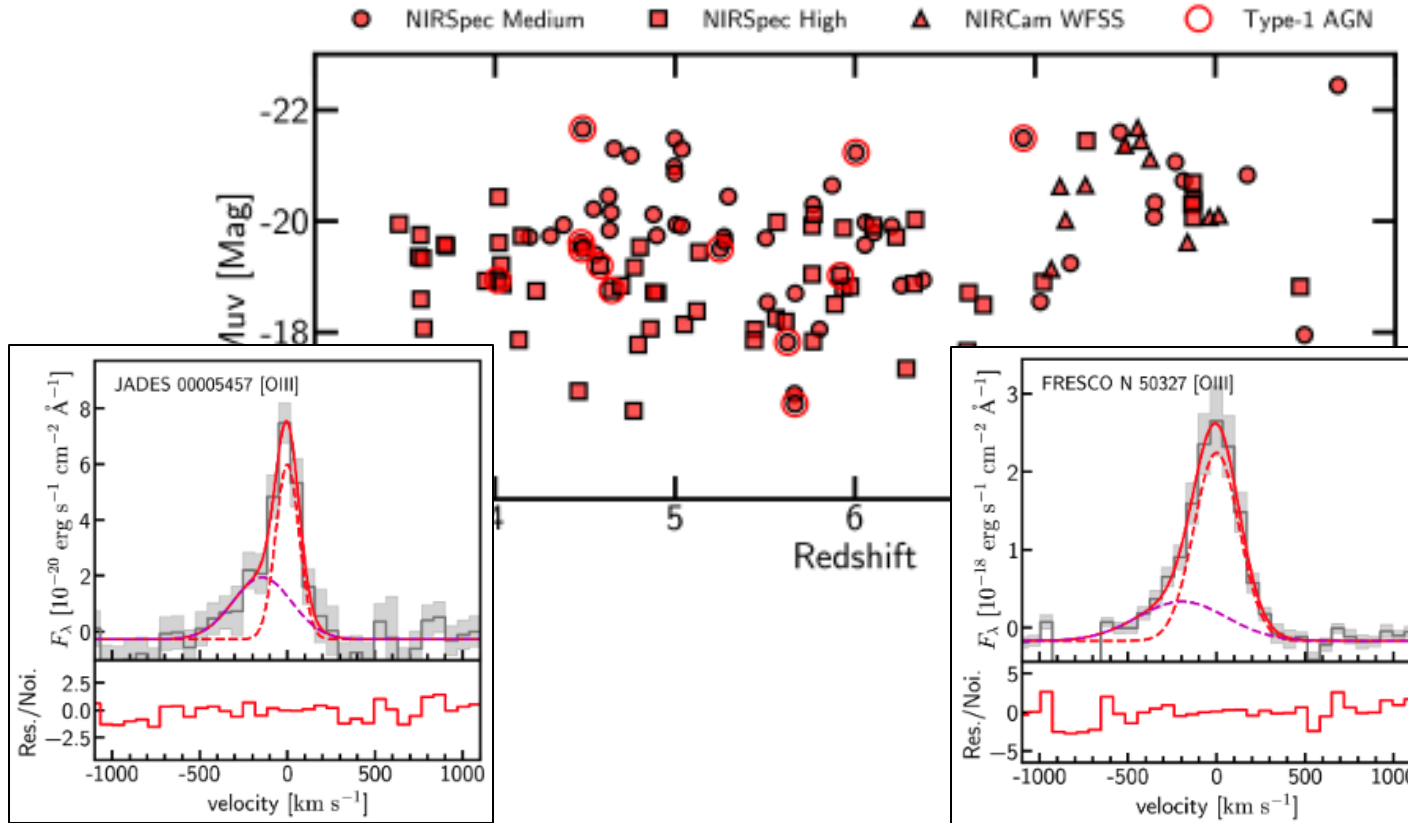 NIRSpec Medium NIRSpec High NIRCam WFSS Type-1 AGN
-22
-20
-18
Muv [Mag]
4 5 6
Redshift
JADES 00005457 [OIII]
8
6
4
2
0
F_λ [10⁻²⁰ erg s⁻¹ cm⁻² Å⁻¹]
2.5
0.0
−2.5
Res./Noi.
-1000 -500 0 500 1000
velocity [km s⁻¹]
FRESCO N 50327 [OIII]
3
2
1
0
F_λ [10⁻¹⁸ erg s⁻¹ cm⁻² Å⁻¹]
5
0
−5
Res./Noi.
-1000 -500 0 500 1000
velocity [km s⁻¹]